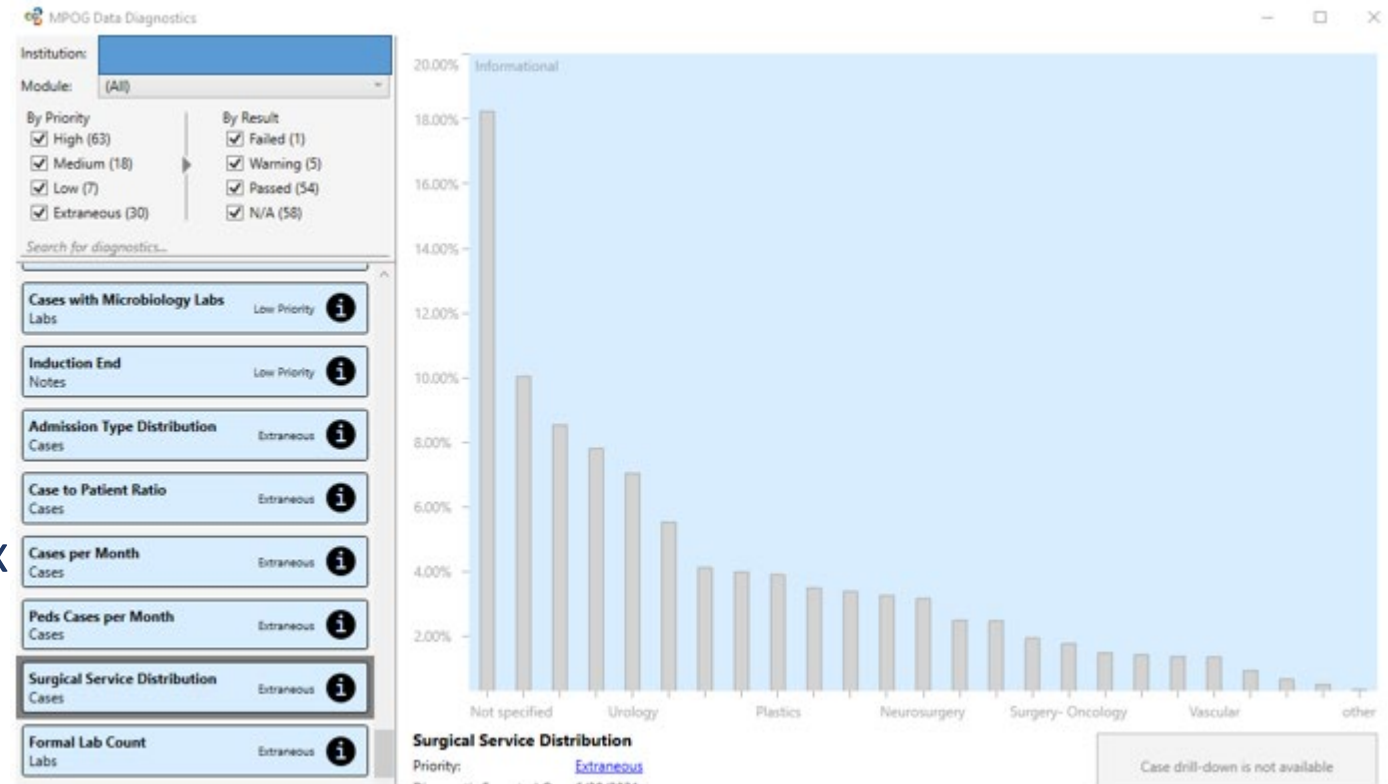 MPOG Data Diagnostics
Institution:
Module: (All)
By Priority
High (63)
Medium (18)
Low (7)
Extraneous (30)
By Result
Failed (1)
Warning (5)
Passed (54)
N/A (58)
Search for diagnostics...
Cases with Microbiology Labs
Labs
Low Priority
Induction End
Notes
Low Priority
Admission Type Distribution
Cases
Extraneous
Case to Patient Ratio
Cases
Extraneous
x
Cases per Month
Cases
Extraneous
Peds Cases per Month
Cases
Extraneous
Surgical Service Distribution
Cases
Extraneous
Formal Lab Count
Labs
Extraneous
Informational
20.00%
18.00%
16.00%
14.00%
12.00%
10.00%
8.00%
6.00%
4.00%
2.00%
Not specified Urology Plastics Neurosurgery Surgery- Oncology Vascular other
Surgical Service Distribution
Priority: Extraneous
Case drill-down is not available